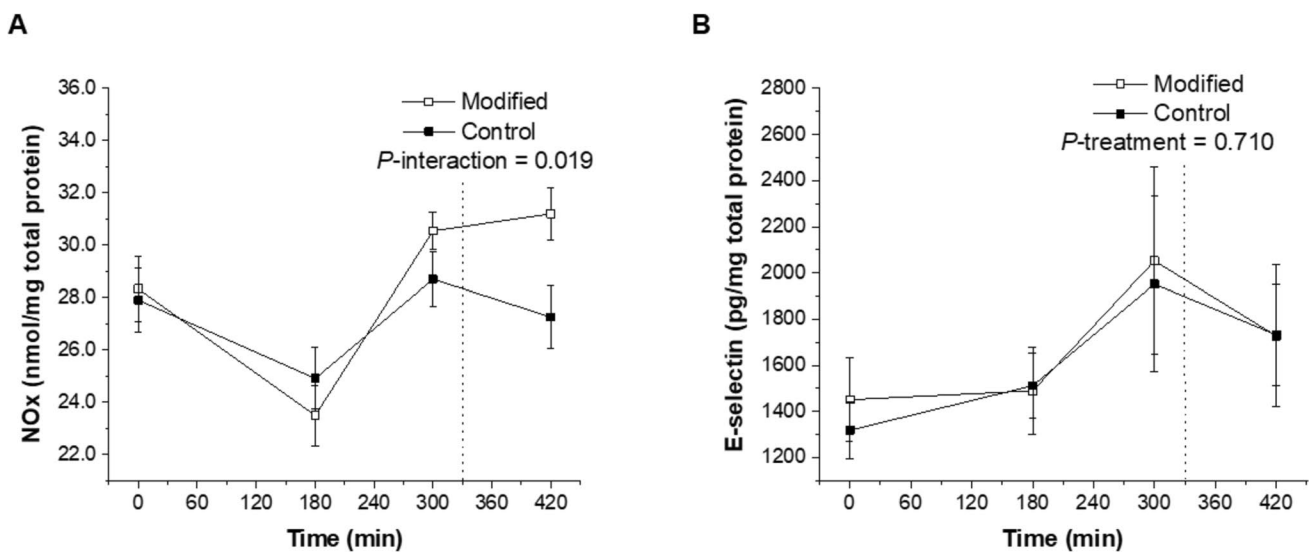 A
36.0
34.0
32.0
30.0
28.0
26.0
24.0
22.0
NOx (nmol/mg total protein)
Modified
Control
P-interaction = 0.019
0 60 120 180 240 300 360 420
Time (min)
B
2800
2600
2400
2200
2000
1800
1600
1400
1200
E-selectin (pg/mg total protein)
Modified
Control
P-treatment = 0.710
0 60 120 180 240 300 360 420
Time (min)